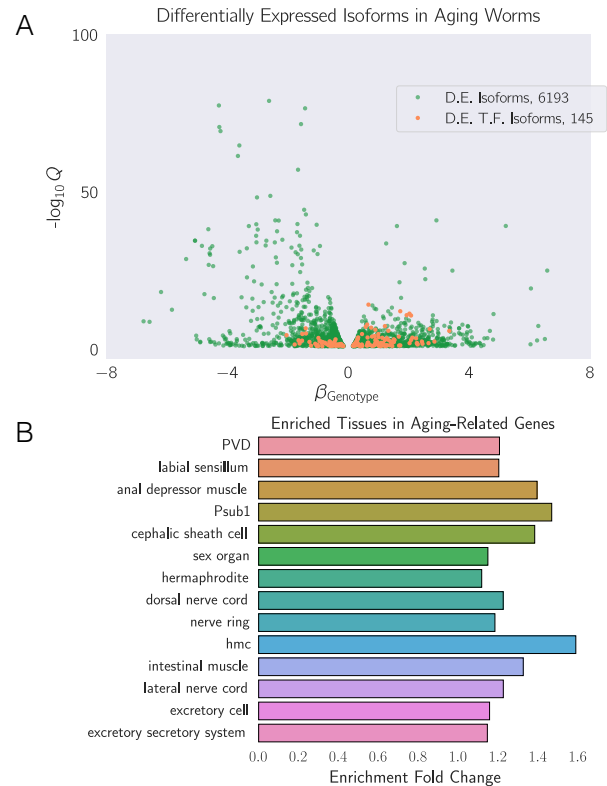 A
Differentially Expressed Isoforms in Aging Worms
100
50
0
-log10 Q
D.E. Isoforms, 6193
D.E. T.F. Isoforms, 145
−8 −4 0 4 8
βGenotype
B
Enriched Tissues in Aging-Related Genes
PVD
labial sensillum
anal depressor muscle
Psub1
cephalic sheath cell
sex organ
hermaphrodite
dorsal nerve cord
nerve ring
hmc
intestinal muscle
lateral nerve cord
excretory cell
excretory secretory system
0.0 0.2 0.4 0.6 0.8 1.0 1.2 1.4 1.6
Enrichment Fold Change